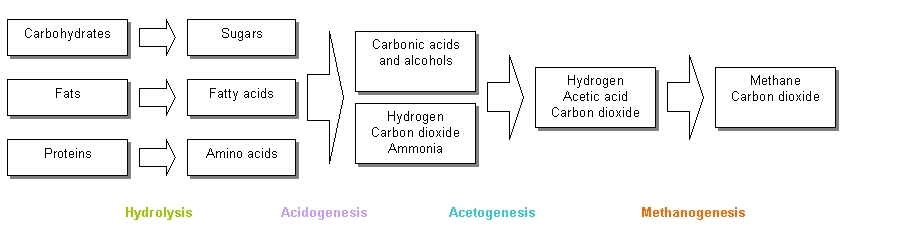 Carbohydrates
Sugars
Fats
Fatty acids
Proteins
Amino acids
Carbonic acids
and alcohols
Hydrogen
Carbon dioxide
Ammonia
Hydrogen
Acetic acid
Carbon dioxide
Methane
Carbon dioxide
Hydrolysis
Acidogenesis
Acetogenesis
Methanogenesis